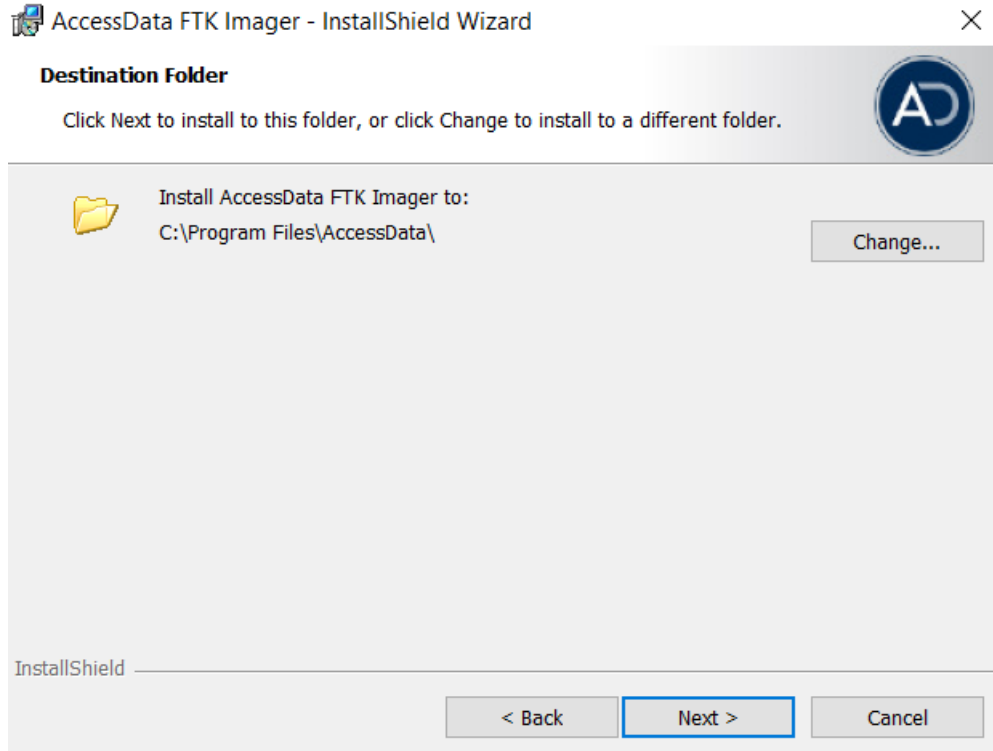 AccessData FTK Imager - InstallShield Wizard
Destination Folder
Click Next to install to this folder, or click Change to install to a different folder.
AD
Install AccessData FTK Imager to:
C:\Program Files\AccessData\
Change...
InstallShield
< Back
Next >
Cancel